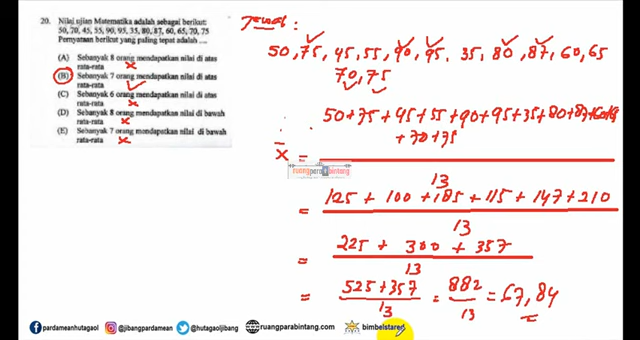 20. Nilai ujian Matematika adalah sebagai berikut:
50, 70, 45, 55, 90, 95, 35, 80, 87, 60, 65, 70, 75
Pernyataan berikut yang paling tepat adalah ....
(A) Sebanyak 8 orang mendapatkan nilai di atas
rata-rata
(B) Sebanyak 7 orang mendapatkan nilai di atas
rata-rata
(C) Sebanyak 6 orang mendapatkan nilai di atas
rata-rata
(D) Sebanyak 8 orang mendapatkan nilai di bawah
rata-rata
(E) Sebanyak 7 orang mendapatkan nilai di bawah
rata-rata
50, 75, 45, 55, 90, 95, 35, 80, 87, 60, 65
70, 75
50+75+45+55+90+95+35+80+87+60+65
+70+75
x̄ = 13
ruangparabintang
= 125 + 100 + 185 + 115 + 147 + 210
13
= 225 + 300 + 357
13
= 525+357 / 13 = 882 / 13 = 67,84
pardameanhutagaol @jibangpardamean @hutagaoljibang ruangparabintang.com bimbelstareg